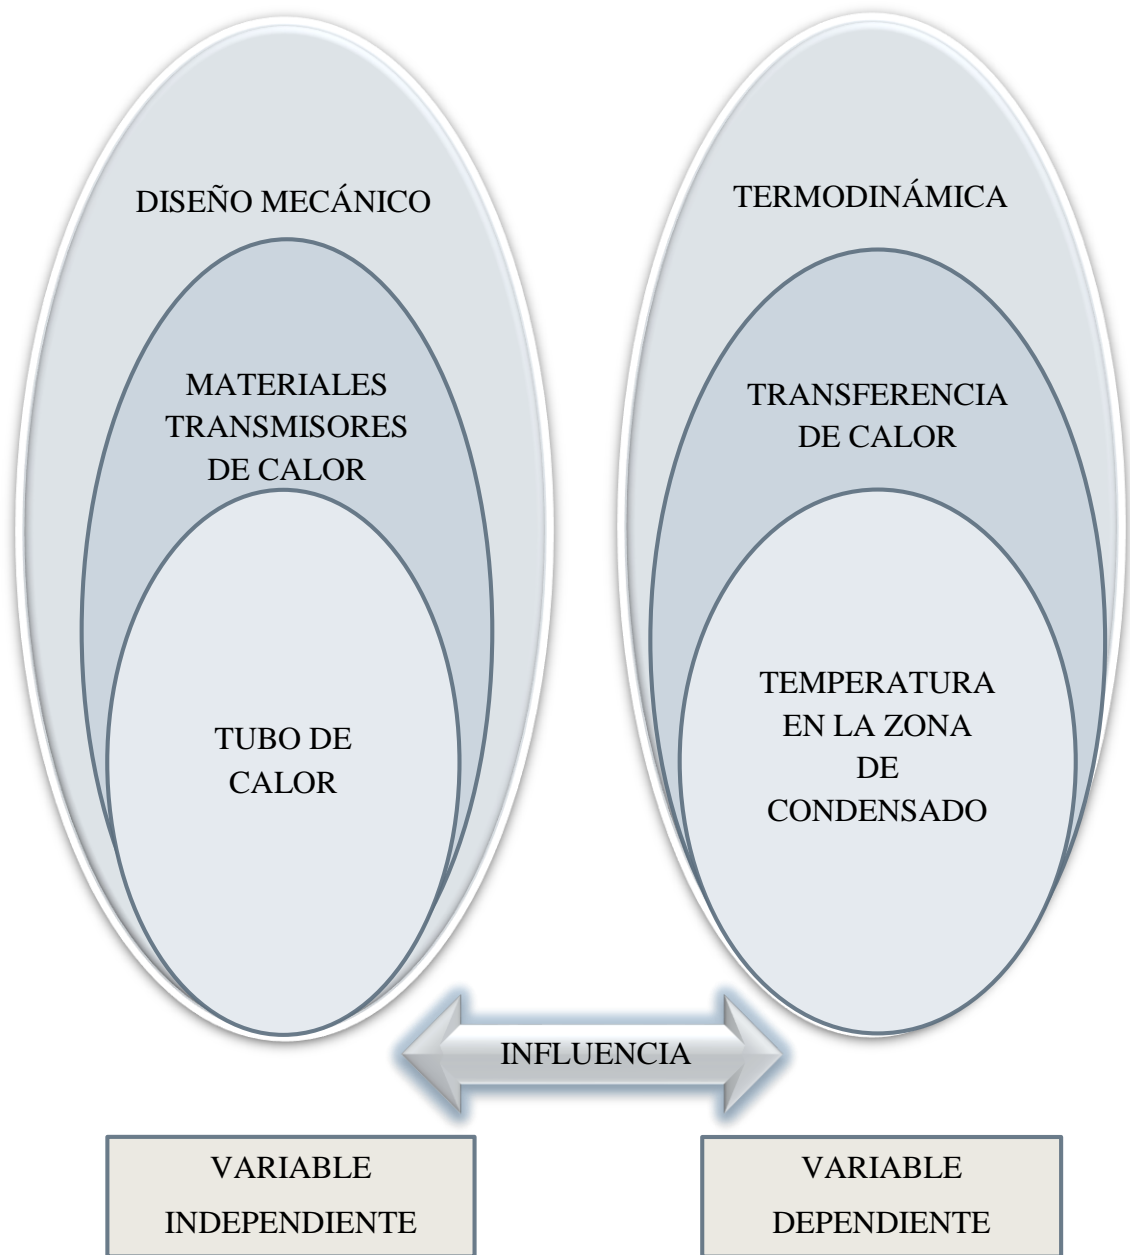 DISEÑO MECÁNICO
MATERIALES
TRANSMISORES
DE CALOR
TUBO DE
CALOR
TERMODINÁMICA
TRANSFERENCIA
DE CALOR
TEMPERATURA
EN LA ZONA
DE
CONDENSADO
INFLUENCIA
VARIABLE
INDEPENDIENTE
VARIABLE
DEPENDIENTE